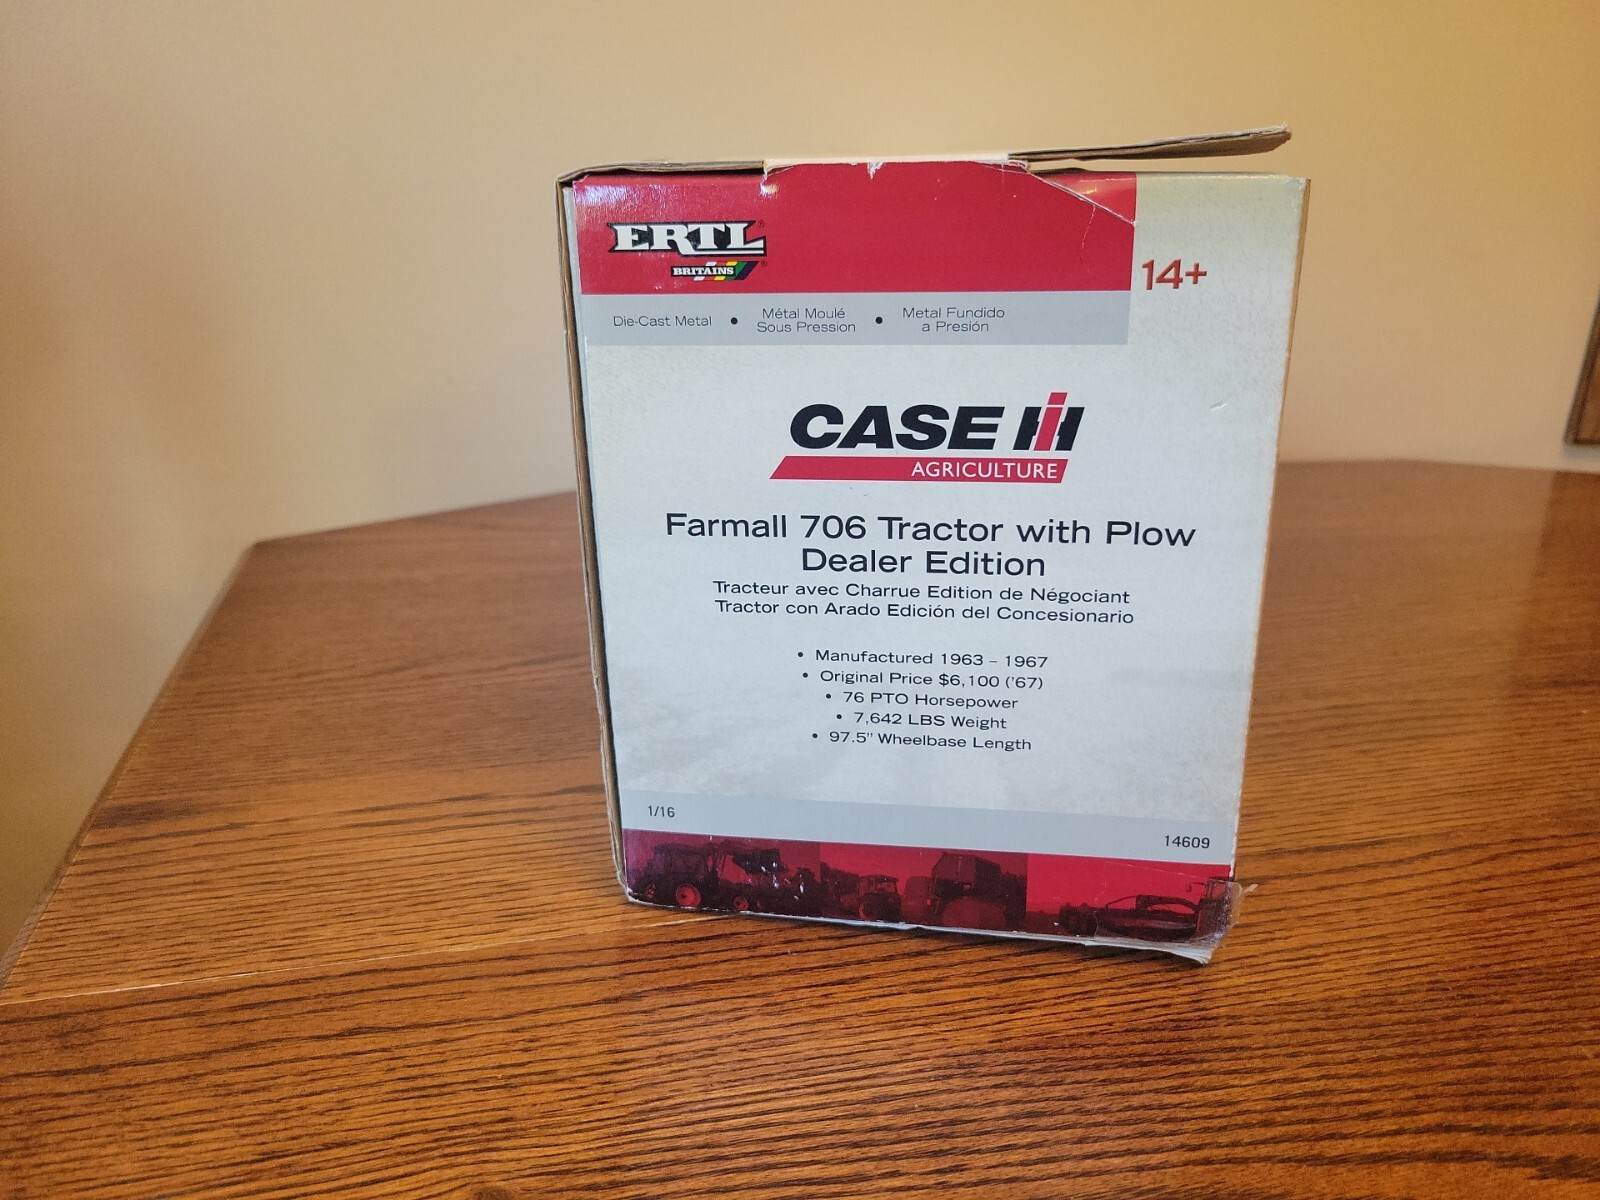 ERTL®
BRITAINS®
14+
Die-Cast Metal • Métal Moulé Sous Pression • Metal Fundido a Presión
CASE IH
AGRICULTURE
Farmall 706 Tractor with Plow
Dealer Edition
Tracteur avec Charrue Edition de Négociant
Tractor con Arado Edición del Concesionario
• Manufactured 1963 – 1967
• Original Price $6,100 ('67)
• 76 PTO Horsepower
• 7,642 LBS Weight
• 97.5" Wheelbase Length
1/16
14609